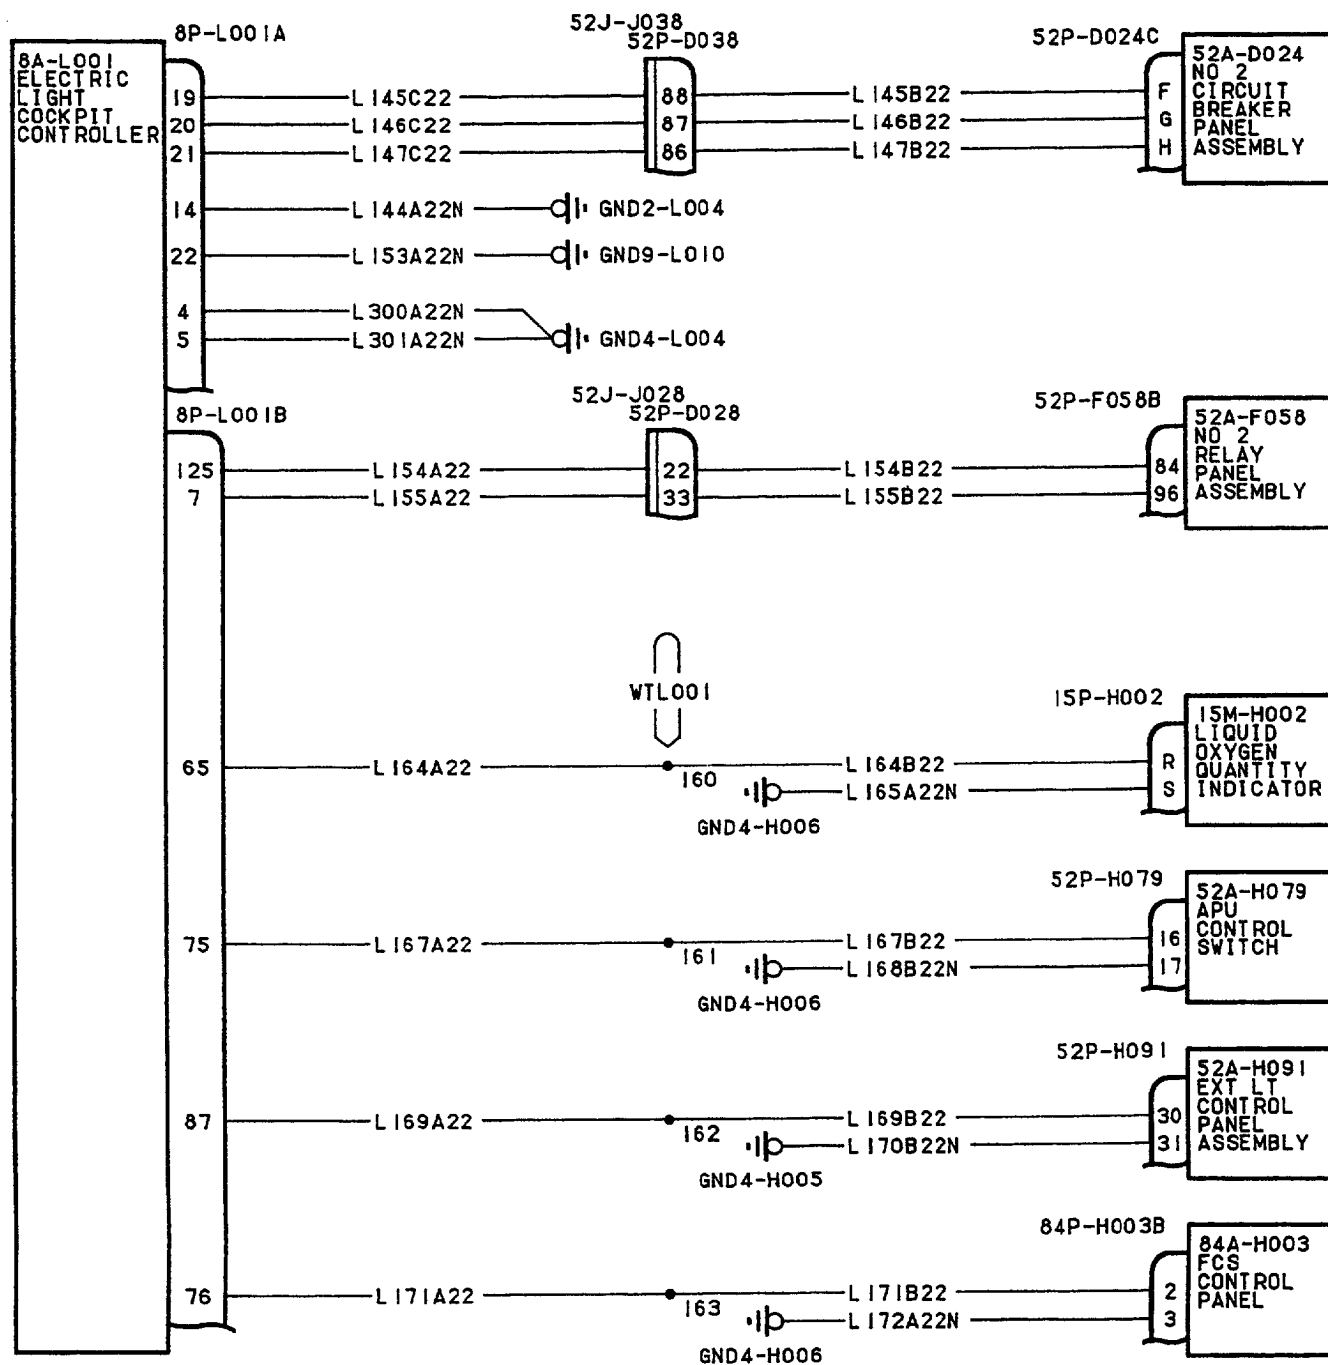 8P-L001A
52J-J038
52P-D038
52P-D024C
8A-L001
ELECTRIC
LIGHT
COCKPIT
CONTROLLER
52A-D024
NO 2
CIRCUIT
BREAKER
PANEL
ASSEMBLY
19 L145C22 88 L145B22 F
20 L146C22 87 L146B22 G
21 L147C22 86 L147B22 H
14 L144A22N GND2-L004
22 L153A22N GND9-L010
4 L300A22N
5 L301A22N GND4-L004
8P-L001B
52J-J028
52P-D028
52P-F058B
52A-F058
NO 2
RELAY
PANEL
ASSEMBLY
125 L154A22 22 L154B22 84
7 L155A22 33 L155B22 96
WTL001
15P-H002
15M-H002
LIQUID
OXYGEN
QUANTITY
INDICATOR
65 L164A22 160 L164B22 R
L165A22N S
GND4-H006
52P-H079
52A-H079
APU
CONTROL
SWITCH
75 L167A22 161 L167B22 16
L168B22N 17
GND4-H006
52P-H091
52A-H091
EXT LT
CONTROL
PANEL
ASSEMBLY
87 L169A22 162 L169B22 30
L170B22N 31
GND4-H005
84P-H003B
84A-H003
FCS
CONTROL
PANEL
76 L171A22 163 L171B22 2
L172A22N 3
GND4-H006